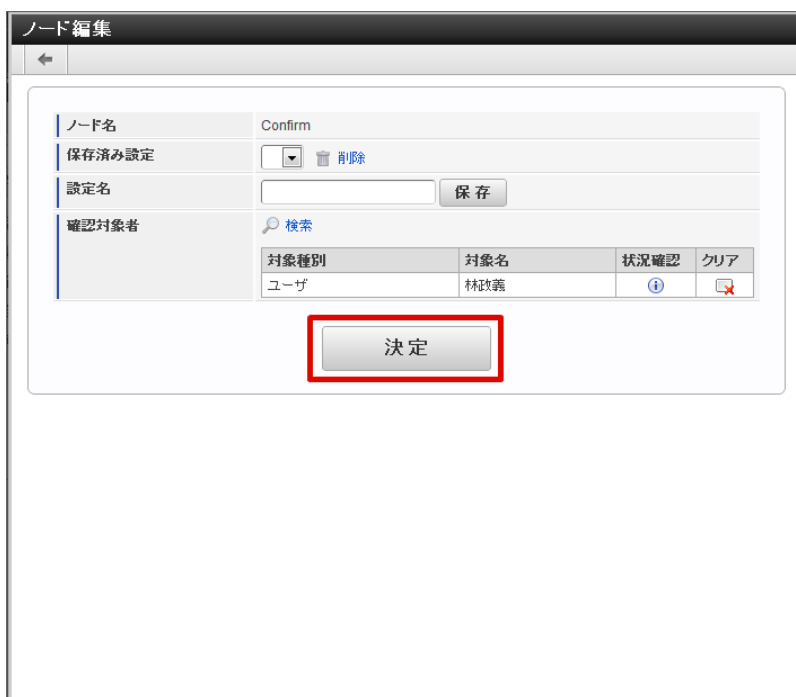 ノード編集
ノード名 Confirm
保存済み設定 削除
設定名 保存
確認対象者 検索
対象種別 対象名 状況確認 クリア
ユーザ 林政義
決定